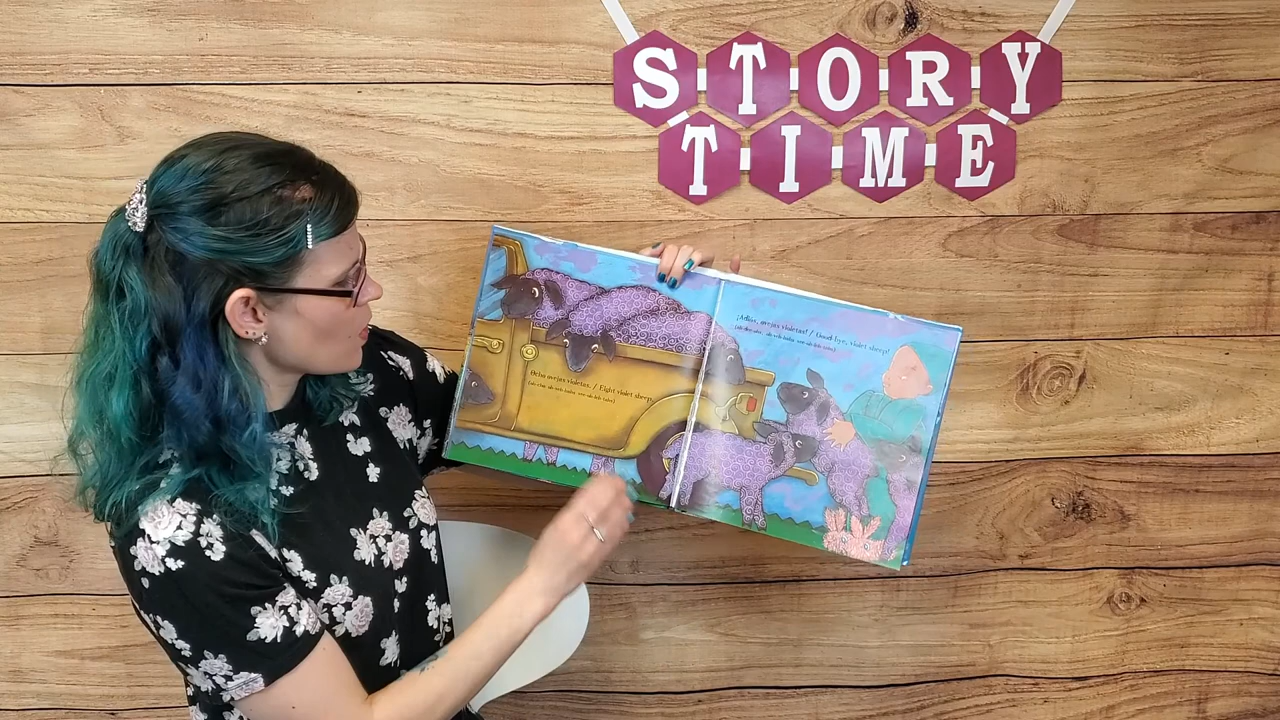 STORY
TIME
Ocho ovejas violetas. / Eight violet sheep.
¡Adiós, ovejas violetas! / Good-bye, violet sheep!